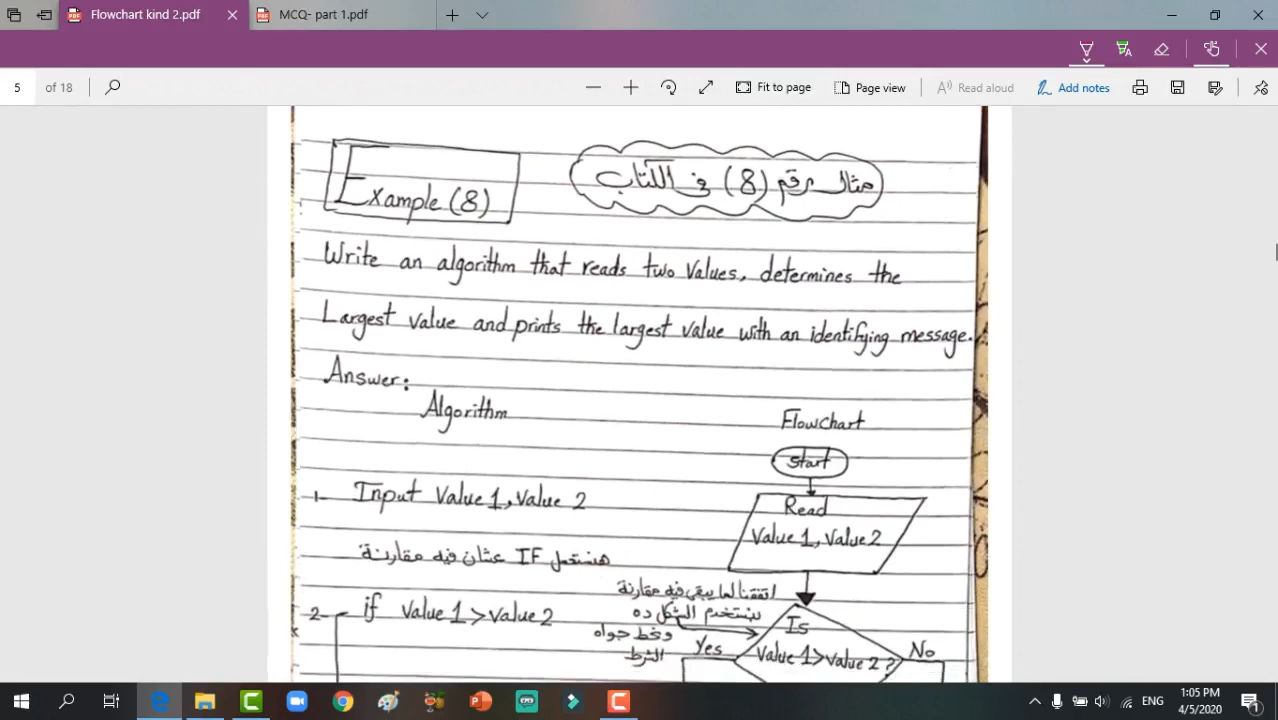 Flowchart kind 2.pdf
MCQ- part 1.pdf
5 of 18
Fit to page
Page view
Read aloud
Add notes
Example (8)
مثال رقم (8) في الكتاب
Write an algorithm that reads two values, determines the
Largest value and prints the largest value with an identifying message.
Answer:
Algorithm
Flowchart
Start
1- Input Value 1, Value 2
Read
Value 1, Value 2
هنستعمل IF عشان فيه مقارنة
اتفقنا لما يبقى فيه مقارنة
بنستخدم الشكل ده
ونحط جواه
الشرط
2- if Value 1 > Value 2
Is
Value 1 > Value 2 ?
Yes
No
ENG
1:05 PM
4/5/2020
1